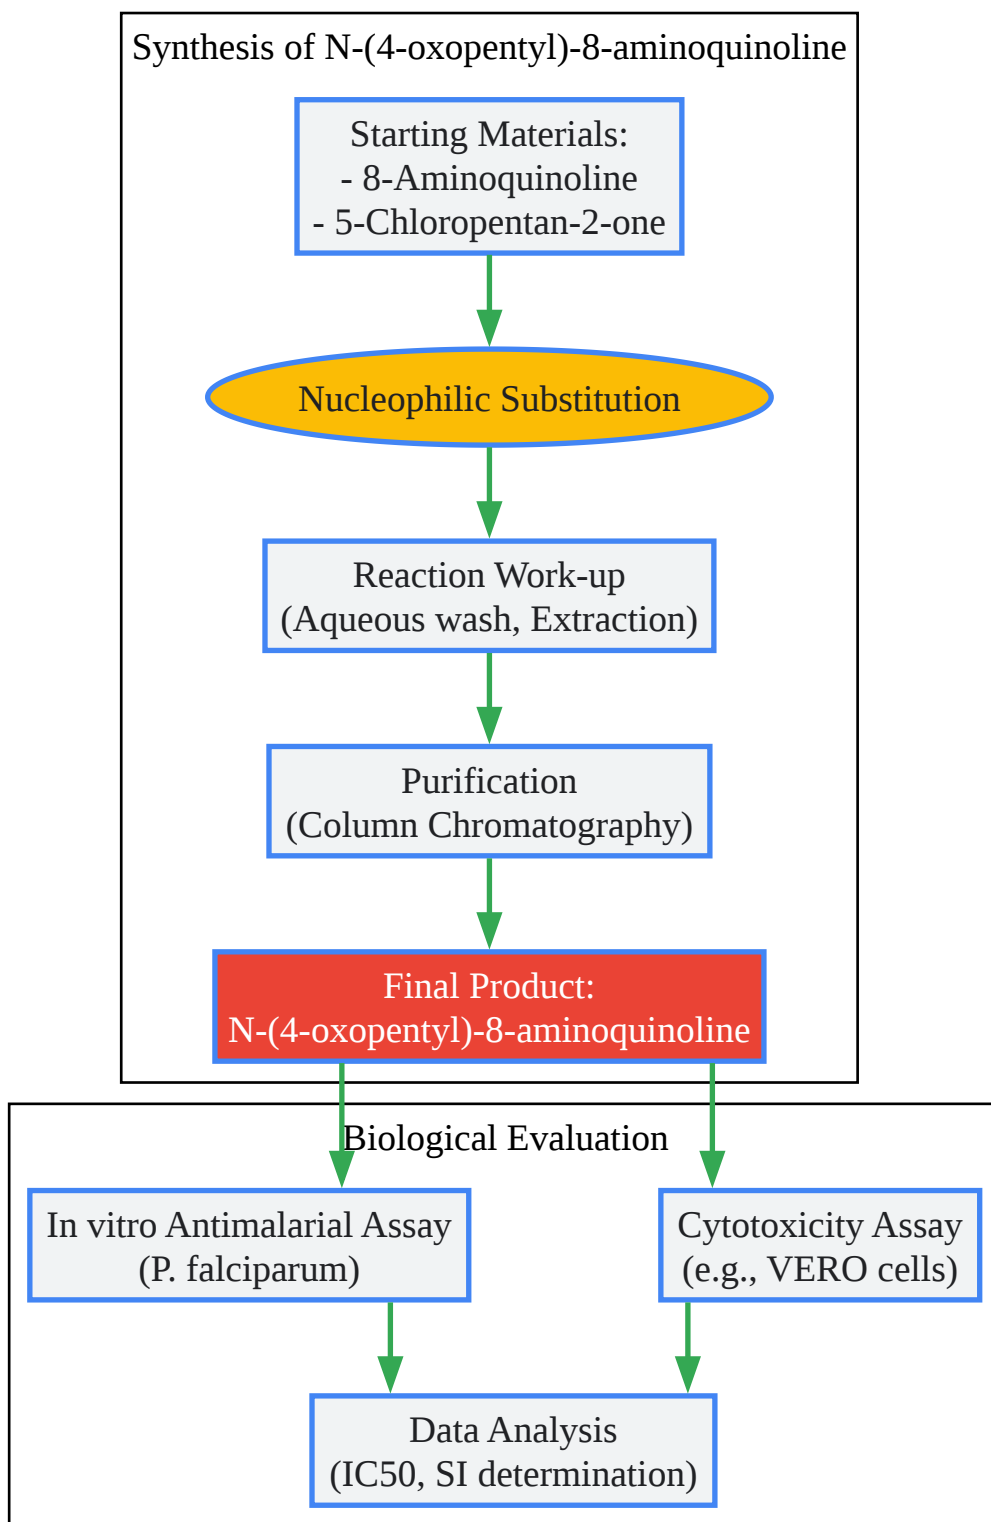 Synthesis of N-(4-oxopentyl)-8-aminoquinoline
Starting Materials:
- 8-Aminoquinoline
- 5-Chloropentan-2-one
Nucleophilic Substitution
Reaction Work-up
(Aqueous wash, Extraction)
Purification
(Column Chromatography)
Final Product:
N-(4-oxopentyl)-8-aminoquinoline
Biological Evaluation
In vitro Antimalarial Assay
(P. falciparum)
Cytotoxicity Assay
(e.g., VERO cells)
Data Analysis
(IC50, SI determination)